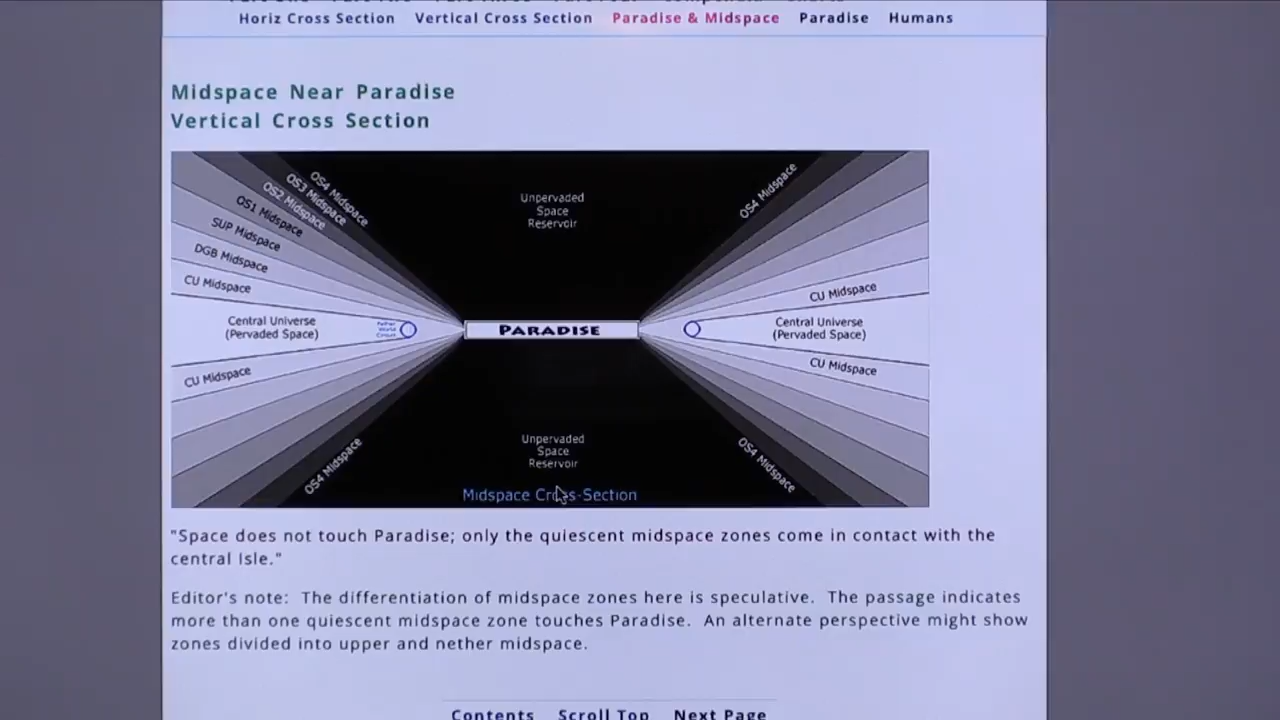 Horiz Cross Section Vertical Cross Section Paradise & Midspace Paradise Humans
Midspace Near Paradise
Vertical Cross Section
OS4 Midspace
OS3 Midspace
OS2 Midspace
OS1 Midspace
SUP Midspace
DGB Midspace
CU Midspace
Central Universe
(Pervaded Space)
CU Midspace
OS4 Midspace
Unpervaded
Space
Reservoir
PARADISE
Unpervaded
Space
Reservoir
Midspace Cross-Section
OS4 Midspace
CU Midspace
Central Universe
(Pervaded Space)
CU Midspace
OS4 Midspace
"Space does not touch Paradise; only the quiescent midspace zones come in contact with the
central Isle."
Editor's note: The differentiation of midspace zones here is speculative. The passage indicates
more than one quiescent midspace zone touches Paradise. An alternate perspective might show
zones divided into upper and nether midspace.
Contents Scroll Top Next Page